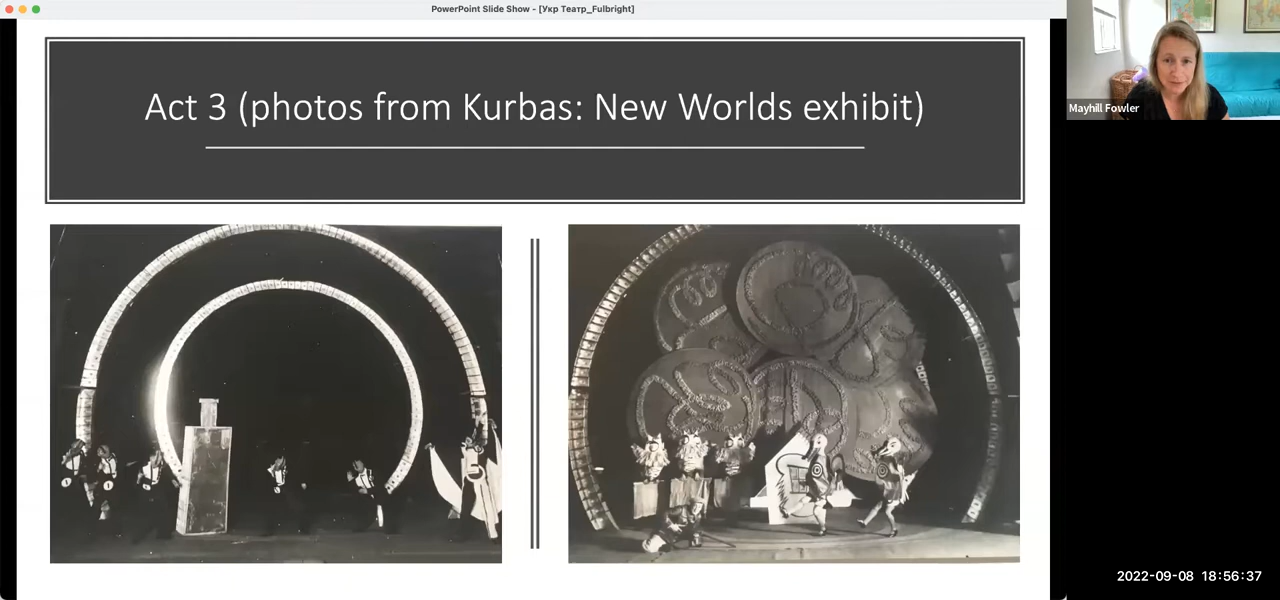 PowerPoint Slide Show - [Укр Театр_Fulbright]
Act 3 (photos from Kurbas: New Worlds exhibit)
Mayhill Fowler
2022-09-08 18:56:37